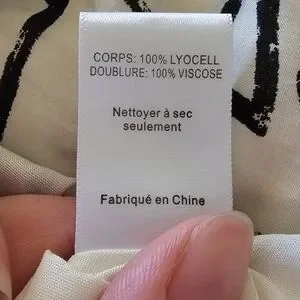 CORPS: 100% LYOCELL
DOUBLURE: 100% VISCOSE
Nettoyer à sec
seulement
Fabriqué en Chine